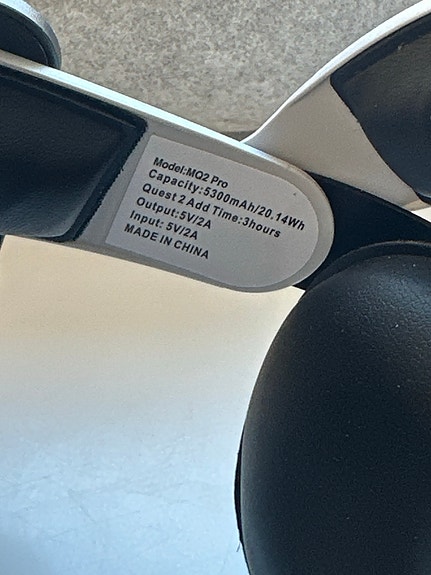 Model:MQ2 Pro
Capacity:5300mAh/20.14Wh
Quest 2 Add Time:3hours
Output:5V/2A
Input: 5V/2A
MADE IN CHINA